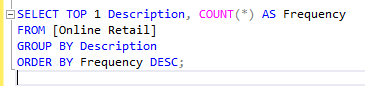 SELECT TOP 1 Description, COUNT(*) AS Frequency
FROM [Online Retail]
GROUP BY Description
ORDER BY Frequency DESC;